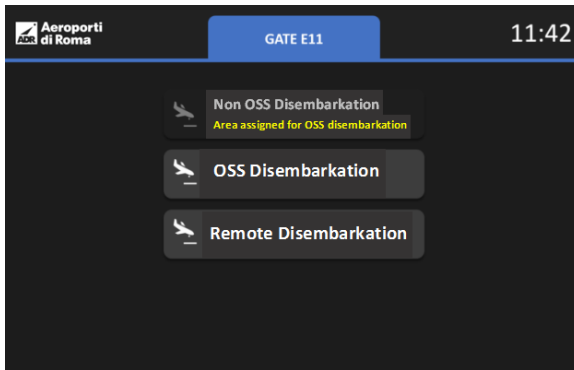 Aeroporti
di Roma
ADR
GATE E11
11:42
Non OSS Disembarkation
Area assigned for OSS disembarkation
OSS Disembarkation
Remote Disembarkation